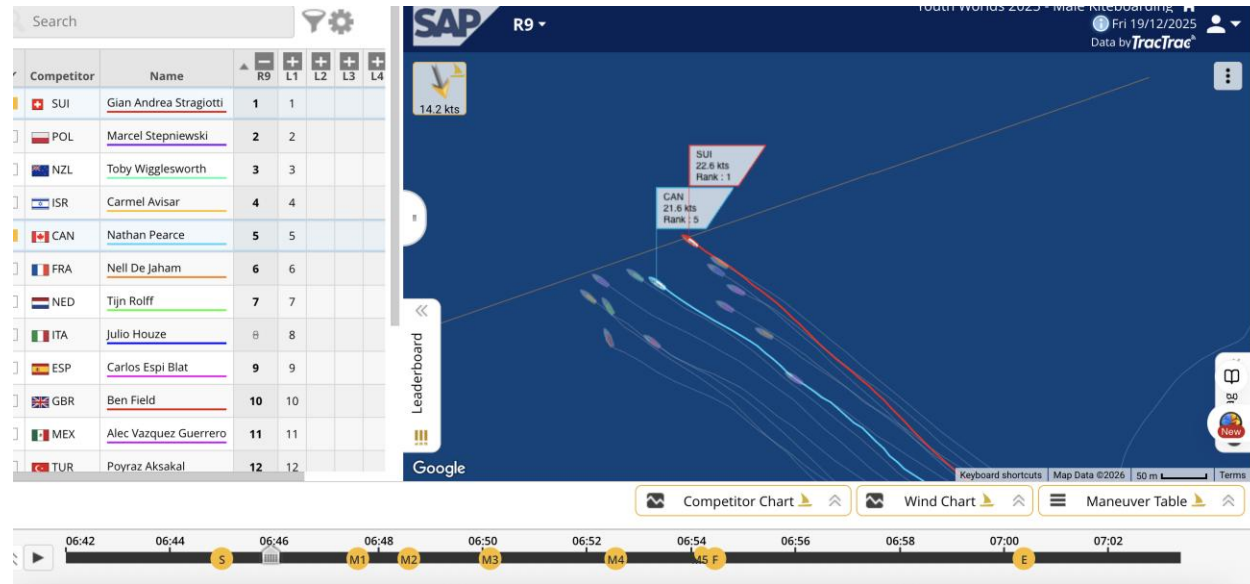 Search
Competitor Name R9 L1 L2 L3 L4
SUI Gian Andrea Stragiotti 1 1
POL Marcel Stepniewski 2 2
NZL Toby Wigglesworth 3 3
ISR Carmel Avisar 4 4
CAN Nathan Pearce 5 5
FRA Nell De Jaham 6 6
NED Tijn Rolff 7 7
ITA Julio Houze 8 8
ESP Carlos Espi Blat 9 9
GBR Ben Field 10 10
MEX Alec Vazquez Guerrero 11 11
TUR Poyraz Aksakal 12 12
SAP R9
Youth Worlds 2025 - Male Kiteboarding
Fri 19/12/2025
Data by TracTrac
14.2 kts
SUI
22.6 kts
Rank : 1
CAN
21.6 kts
Rank : 5
Leaderboard
New
Google
Keyboard shortcuts Map Data ©2026 50 m Terms
Competitor Chart Wind Chart Maneuver Table
06:42 06:44 06:46 06:48 06:50 06:52 06:54 06:56 06:58 07:00 07:02
S M1 M2 M3 M4 M5 F E